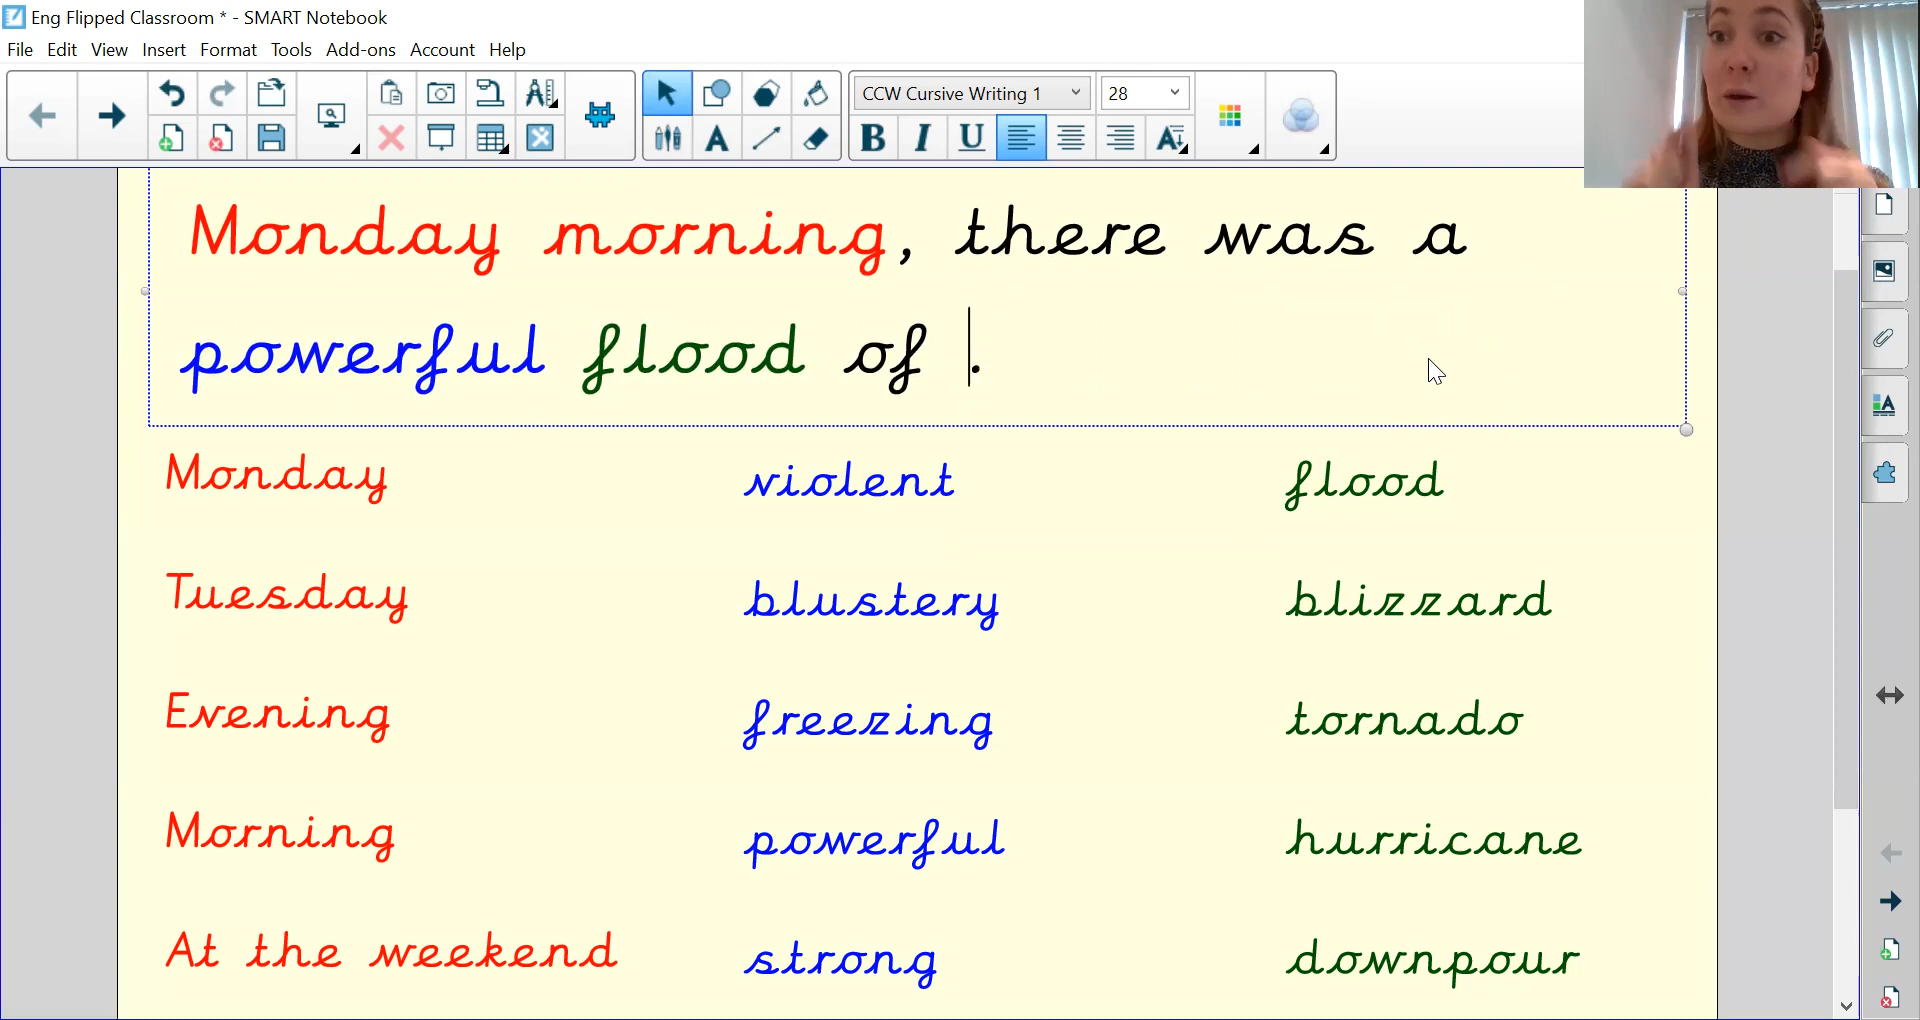 Eng Flipped Classroom * - SMART Notebook
File Edit View Insert Format Tools Add-ons Account Help
CCW Cursive Writing 1 28
B I U
Monday morning, there was a
powerful flood of .
Monday violent flood
Tuesday blustery blizzard
Evening freezing tornado
Morning powerful hurricane
At the weekend strong downpour